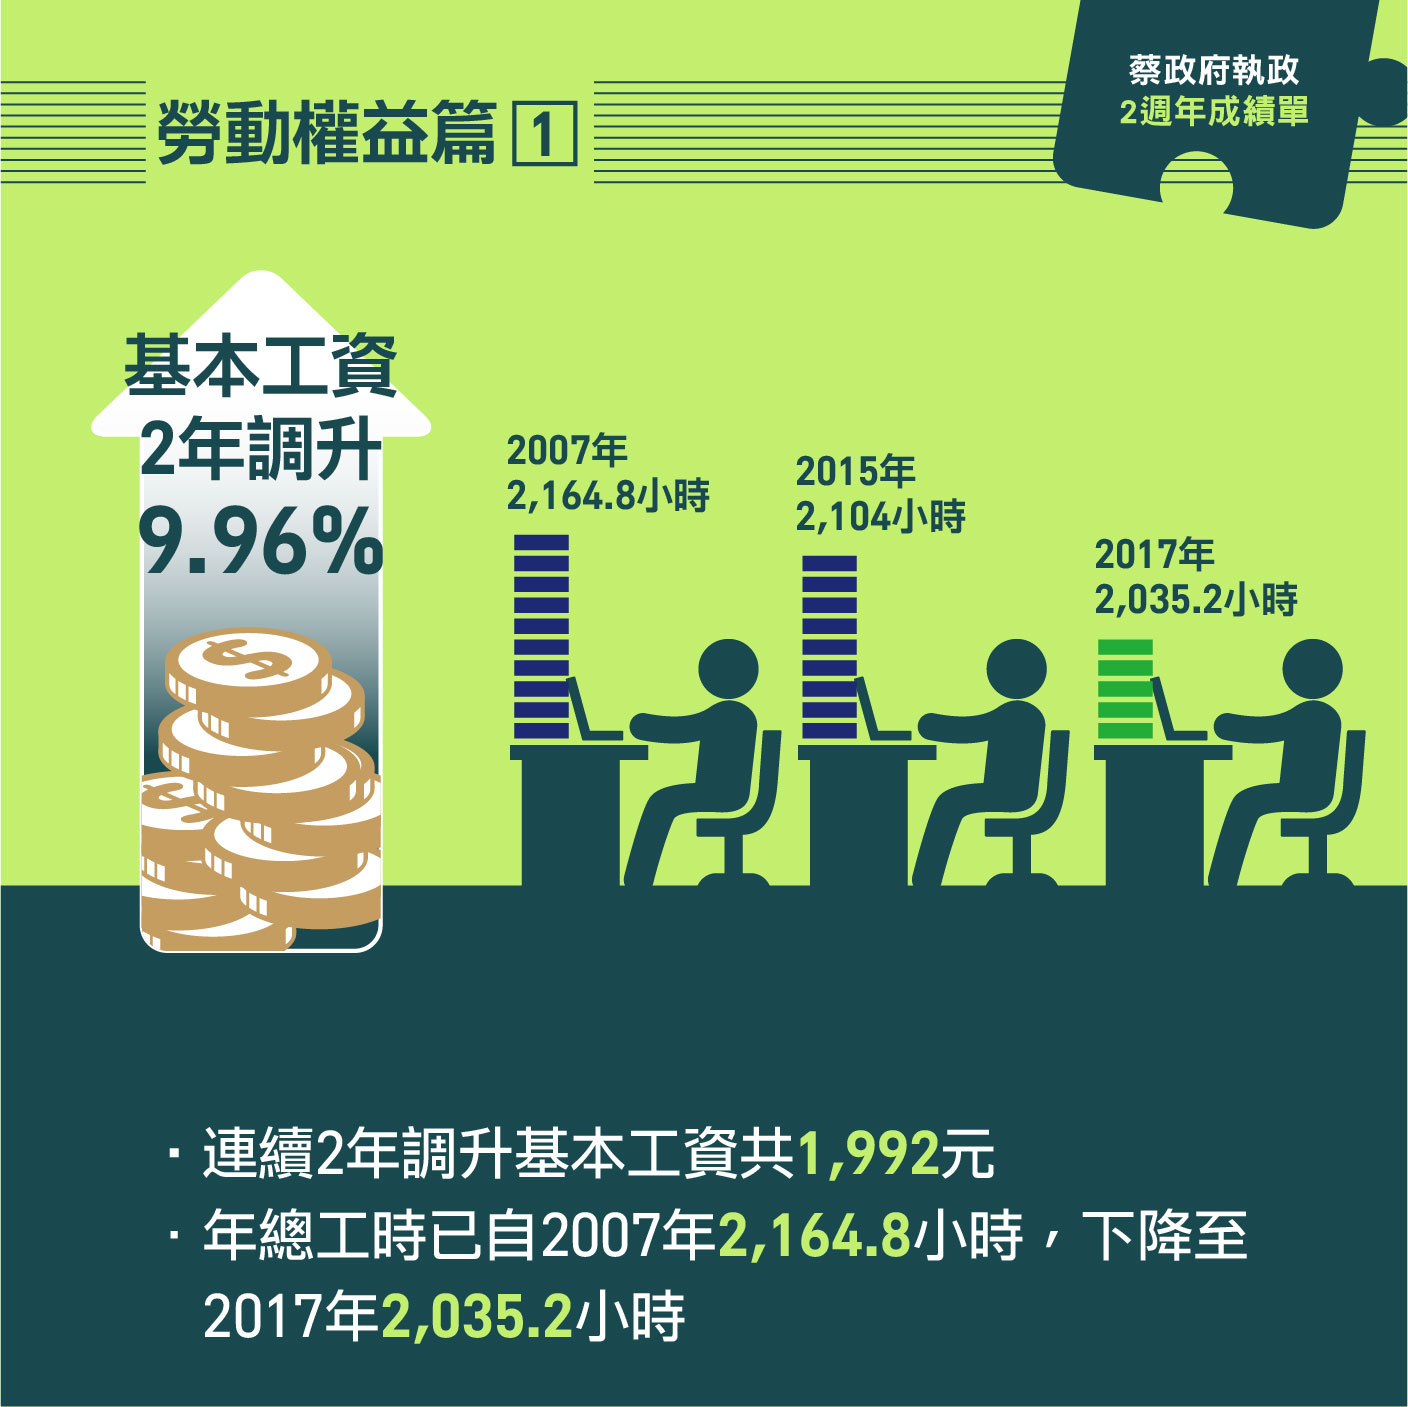 蔡政府執政
2週年成績單
勞動權益篇 1
基本工資
2年調升
9.96%
2007年
2,164.8小時
2015年
2,104小時
2017年
2,035.2小時
· 連續2年調升基本工資共1,992元
· 年總工時已自2007年2,164.8小時，下降至
2017年2,035.2小時